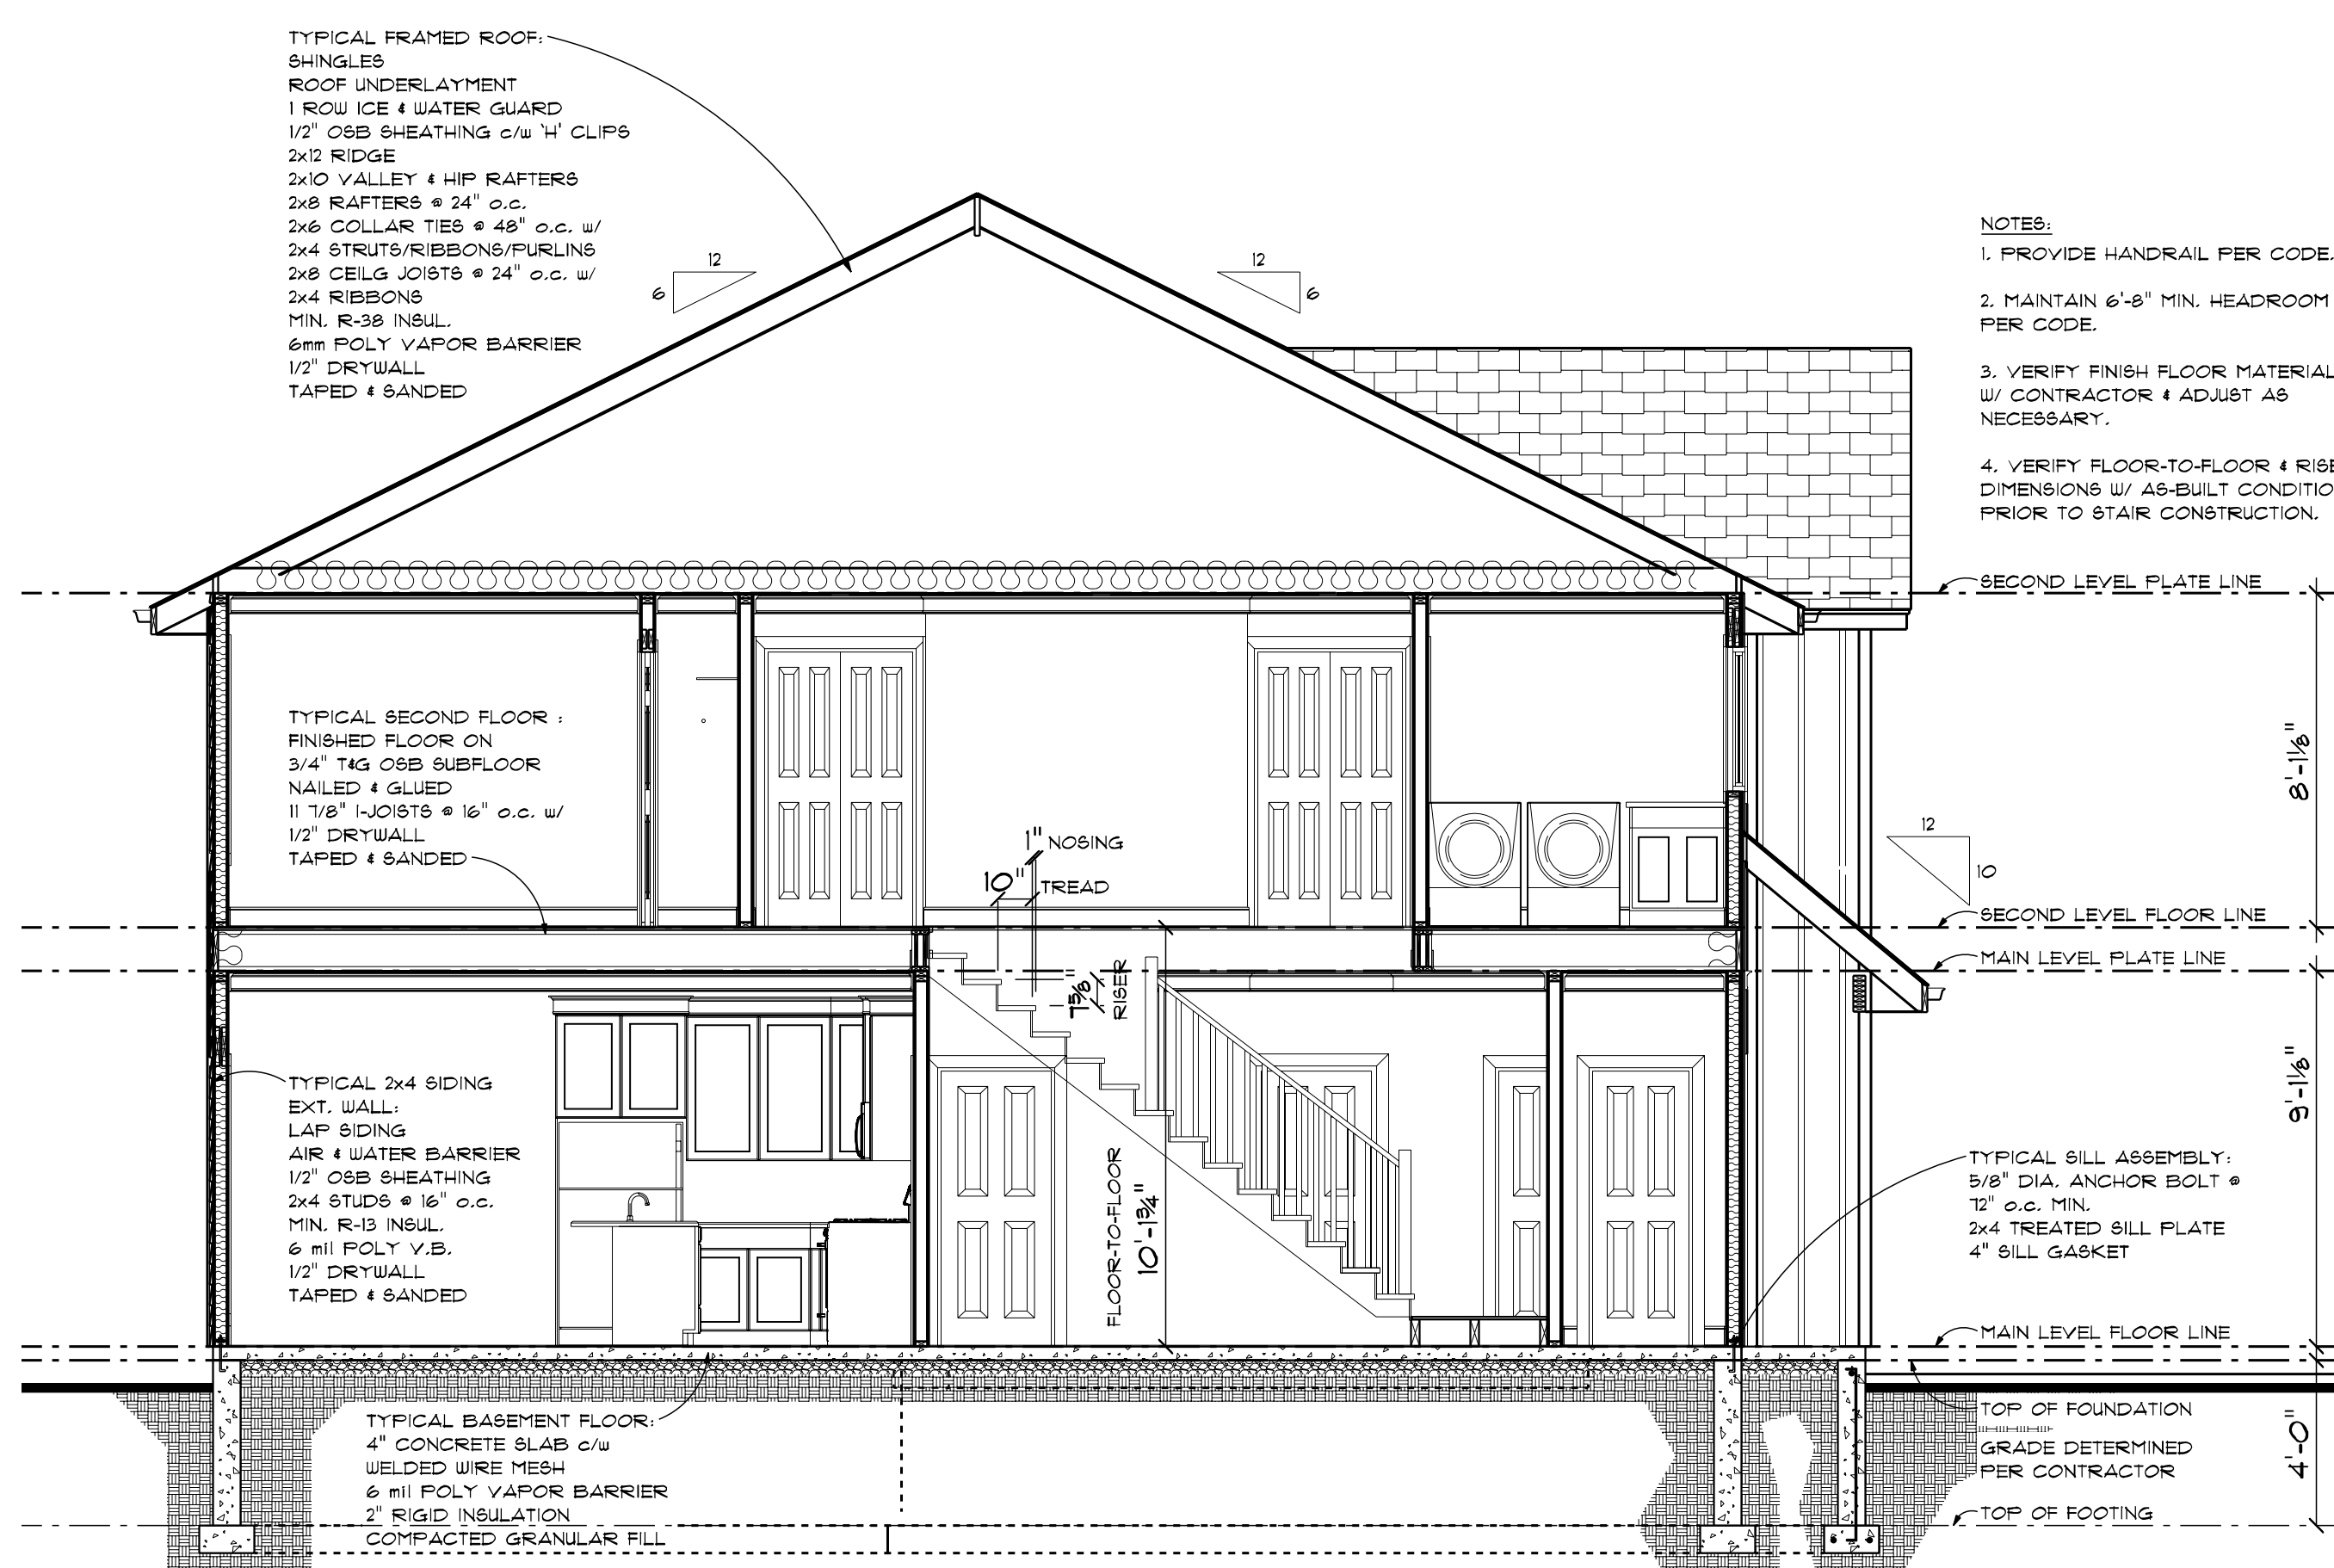 TYPICAL FRAMED ROOF:
SHINGLES
ROOF UNDERLAYMENT
1 ROW ICE & WATER GUARD
1/2" OSB SHEATHING c/w 'H' CLIPS
2x12 RIDGE
2x10 VALLEY & HIP RAFTERS
2x8 RAFTERS @ 24" o.c.
2x6 COLLAR TIES @ 48" o.c. w/
2x4 STRUTS/RIBBONS/PURLINS
2x8 CEILG JOISTS @ 24" o.c. w/
2x4 RIBBONS
MIN. R-38 INSUL.
6mm POLY VAPOR BARRIER
1/2" DRYWALL
TAPED & SANDED
12
6
12
6
NOTES:
1. PROVIDE HANDRAIL PER CODE.
2. MAINTAIN 6'-8" MIN. HEADROOM
PER CODE.
3. VERIFY FINISH FLOOR MATERIAL
W/ CONTRACTOR & ADJUST AS
NECESSARY.
4. VERIFY FLOOR-TO-FLOOR & RISE
DIMENSIONS W/ AS-BUILT CONDITIO
PRIOR TO STAIR CONSTRUCTION.
SECOND LEVEL PLATE LINE
8'-1 1/8"
TYPICAL SECOND FLOOR :
FINISHED FLOOR ON
3/4" T&G OSB SUBFLOOR
NAILED & GLUED
11 7/8" I-JOISTS @ 16" o.c. w/
1/2" DRYWALL
TAPED & SANDED
1" NOSING
10" TREAD
7 5/8"
RISER
12
10
SECOND LEVEL FLOOR LINE
MAIN LEVEL PLATE LINE
9'-1 1/8"
TYPICAL 2x4 SIDING
EXT. WALL:
LAP SIDING
AIR & WATER BARRIER
1/2" OSB SHEATHING
2x4 STUDS @ 16" o.c.
MIN. R-13 INSUL.
6 mil POLY V.B.
1/2" DRYWALL
TAPED & SANDED
FLOOR-TO-FLOOR
10'-1 3/4"
TYPICAL SILL ASSEMBLY:
5/8" DIA. ANCHOR BOLT @
72" o.c. MIN.
2x4 TREATED SILL PLATE
4" SILL GASKET
MAIN LEVEL FLOOR LINE
TYPICAL BASEMENT FLOOR:
4" CONCRETE SLAB c/w
WELDED WIRE MESH
6 mil POLY VAPOR BARRIER
2" RIGID INSULATION
COMPACTED GRANULAR FILL
TOP OF FOUNDATION
GRADE DETERMINED
PER CONTRACTOR
4'-0"
TOP OF FOOTING